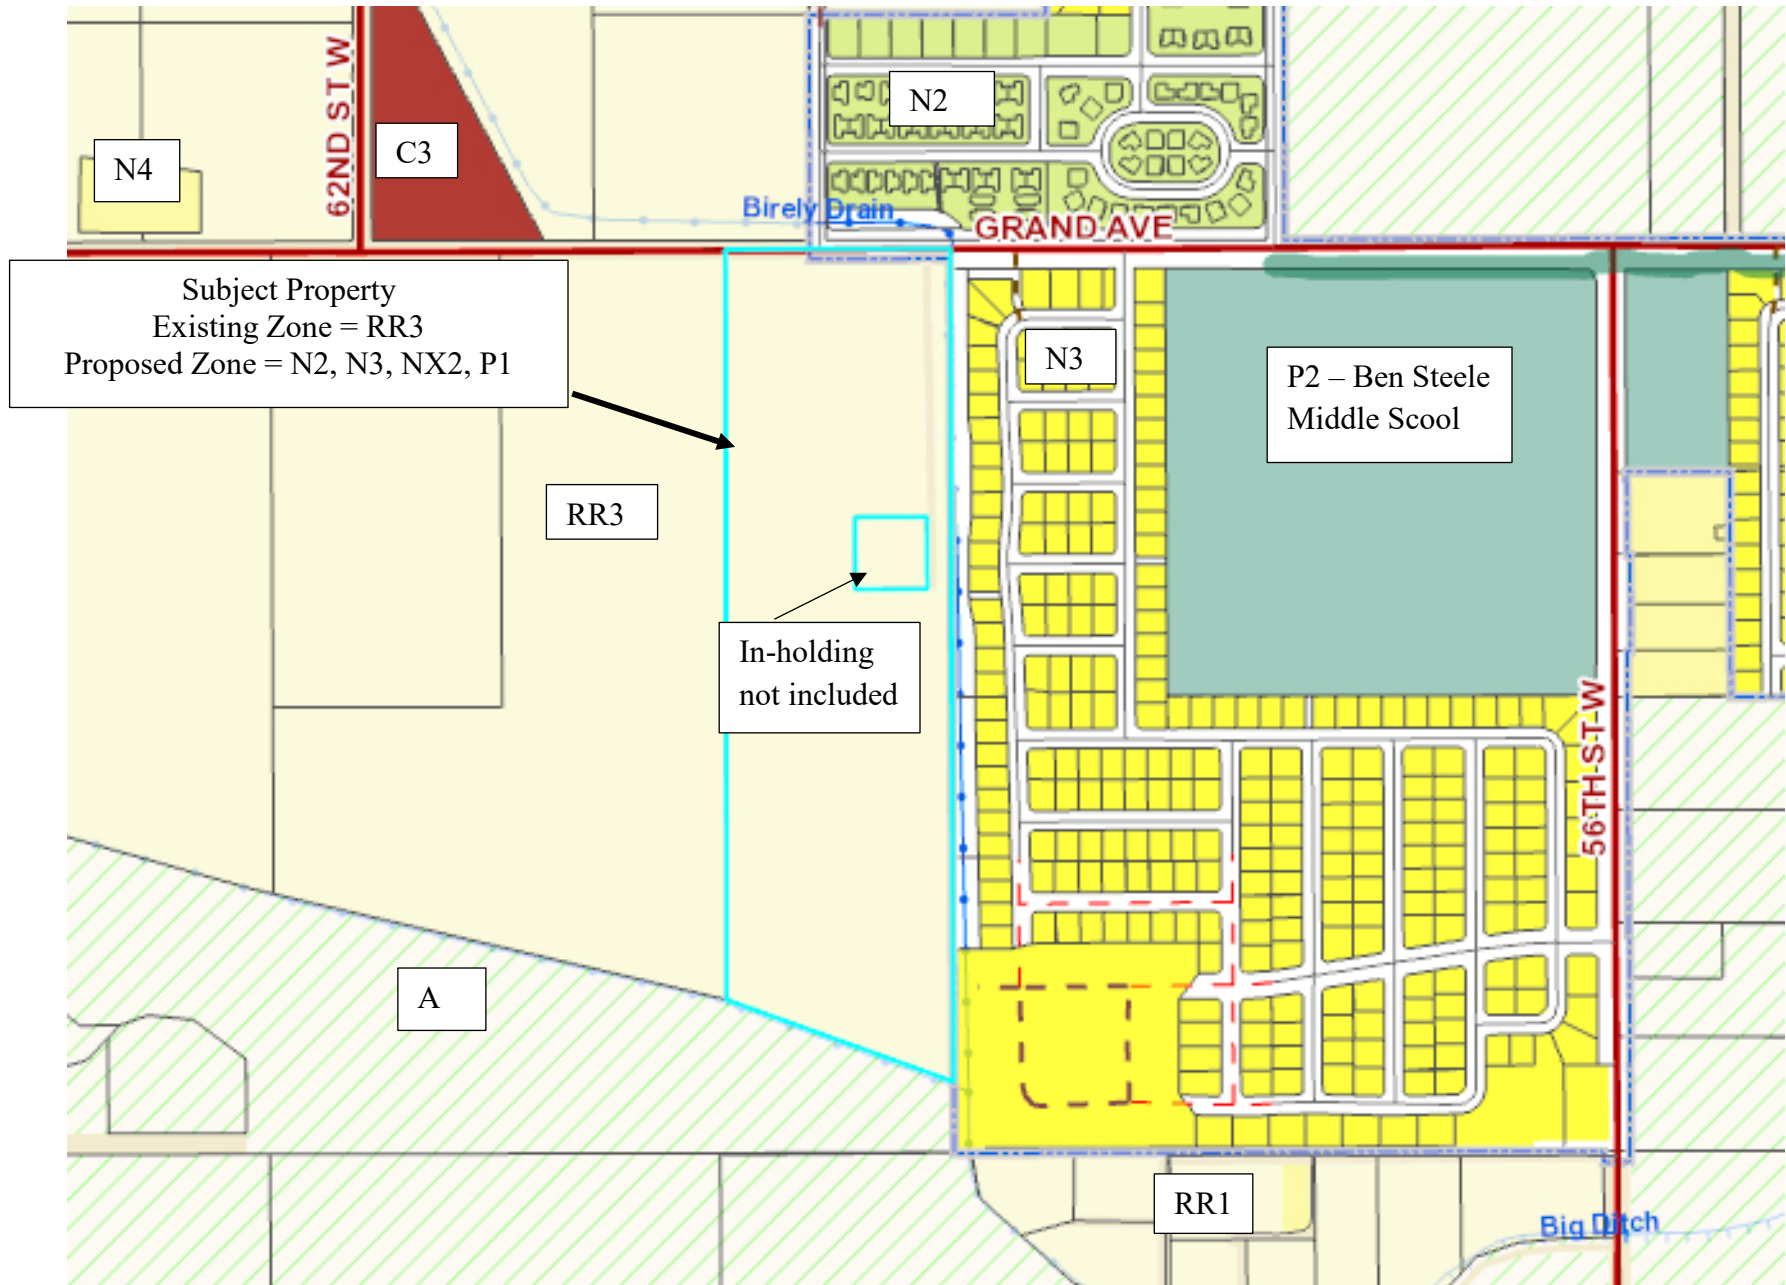 62ND ST W
N2
C3
N4
Birely Drain
GRAND AVE
Subject Property
Existing Zone = RR3
Proposed Zone = N2, N3, NX2, P1
N3
P2 – Ben Steele
Middle Scool
RR3
In-holding
not included
56TH ST W
A
RR1
Big Ditch